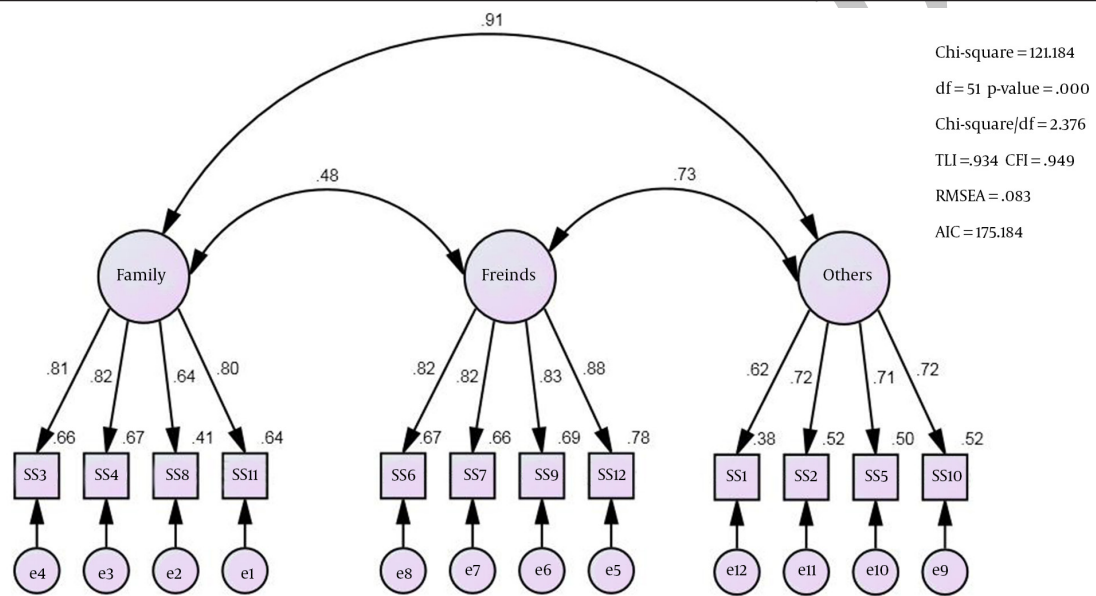 .91
Chi-square = 121.184
df = 51 p-value = .000
Chi-square/df = 2.376
TLI =.934 CFI = .949
RMSEA = .083
AIC = 175.184
.48
.73
Family
Freinds
Others
.81 .82 .64 .80 .82 .82 .83 .88 .62 .72 .71 .72
.66 .67 .41 .64 .67 .66 .69 .78 .38 .52 .50 .52
SS3 SS4 SS8 SS11 SS6 SS7 SS9 SS12 SS1 SS2 SS5 SS10
e4 e3 e2 e1 e8 e7 e6 e5 e12 e11 e10 e9